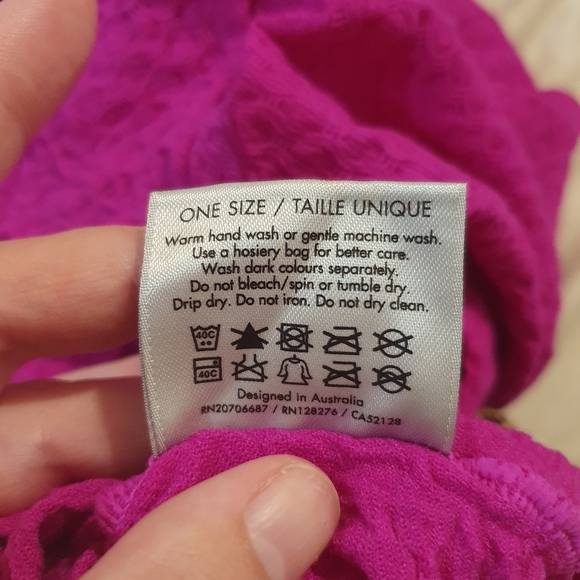 ONE SIZE / TAILLE UNIQUE
Warm hand wash or gentle machine wash.
Use a hosiery bag for better care.
Wash dark colours separately.
Do not bleach/spin or tumble dry.
Drip dry. Do not iron. Do not dry clean.
40C
40C
Designed in Australia
RN20706687 / RN128276 / CA52128